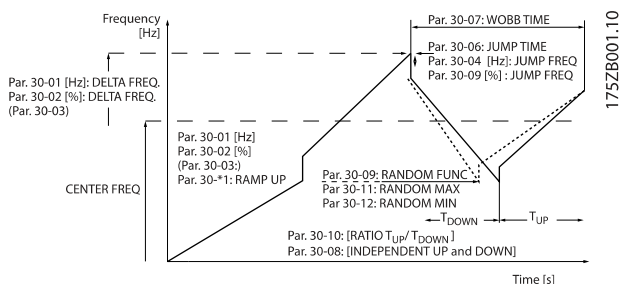 Frequency
[Hz]
Par. 30-07: WOBB TIME
Par. 30-06: JUMP TIME
Par. 30-04 [Hz]: JUMP FREQ
Par. 30-09 [%] : JUMP FREQ
175ZB001.10
Par. 30-01 [Hz]: DELTA FREQ.
Par. 30-02 [%]: DELTA FREQ.
(Par. 30-03)
Par. 30-01 [Hz]
Par. 30-02 [%]
(Par. 30-03:)
Par. 30-*1: RAMP UP
CENTER FREQ
Par. 30-09: RANDOM FUNC
Par 30-11: RANDOM MAX
Par 30-12: RANDOM MIN
TDOWN
TUP
Par. 30-10: [RATIO TUP/ TDOWN ]
Par. 30-08: [INDEPENDENT UP and DOWN]
Time [s]